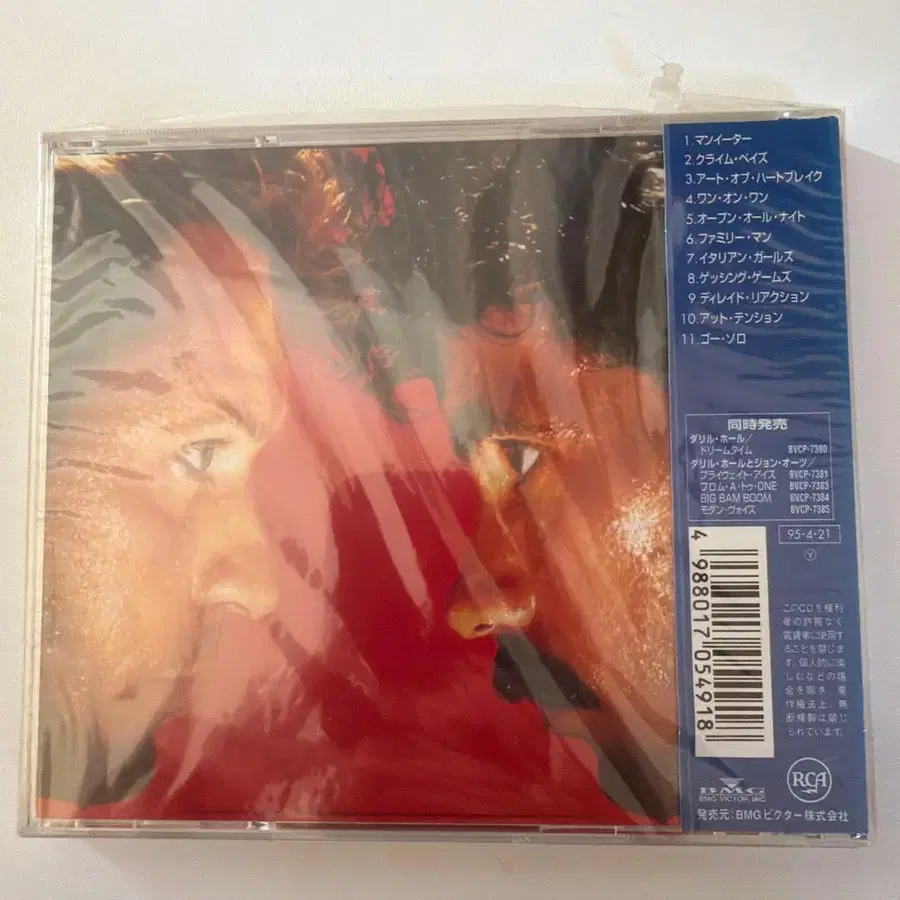 1.マンイーター
2.クライム・ペイズ
3.アート・オブ・ハートブレイク
4.ワン・オン・ワン
5.オープン・オール・ナイト
6.ファミリー・マン
7.イタリアン・ガールズ
8.ゲッシング・ゲームズ
9.ディレイド・リアクション
10.アット・テンション
11.ゴー・ソロ
同時発売
ダリル・ホール/
ドリームタイム BVCP-7380
ダリル・ホールとジョン・オーツ/
プライヴェイト・アイズ BVCP-7381
フロム・A・トゥ・ONE BVCP-7383
BIG BAM BOOM BVCP-7384
モダン・ヴォイス BVCP-7385
95・4・21
Y
4988017054918
このCDを権利
者の許諾なく
賃貸業に使用す
ることを禁じま
す。個人的に楽
しむなどの場
合を除き、著
作権法上、無
断複製は禁じ
られています。
BMG
BMG VICTOR, INC.
RCA
発売元:BMGビクター株式会社